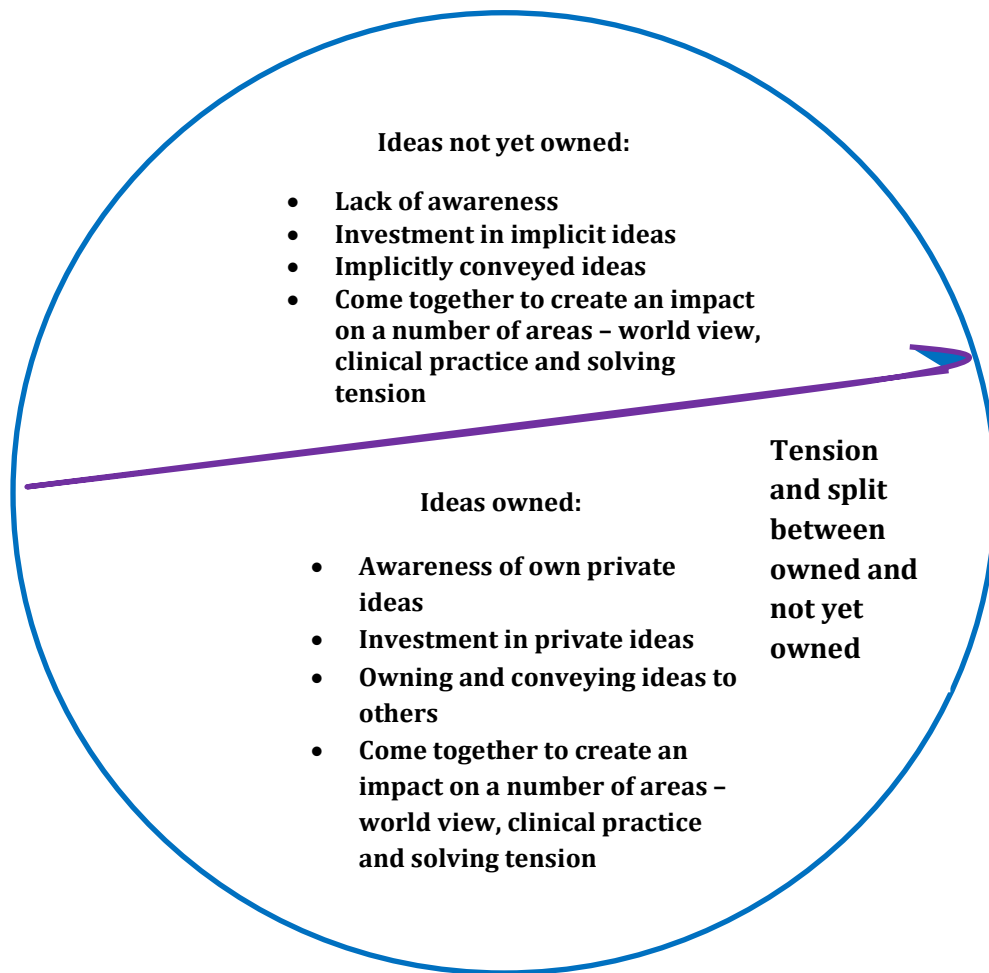 Ideas not yet owned:
• Lack of awareness
• Investment in implicit ideas
• Implicitly conveyed ideas
• Come together to create an impact
on a number of areas – world view,
clinical practice and solving
tension
Tension
and split
between
owned and
not yet
owned
Ideas owned:
• Awareness of own private
ideas
• Investment in private ideas
• Owning and conveying ideas to
others
• Come together to create an
impact on a number of areas –
world view, clinical practice
and solving tension